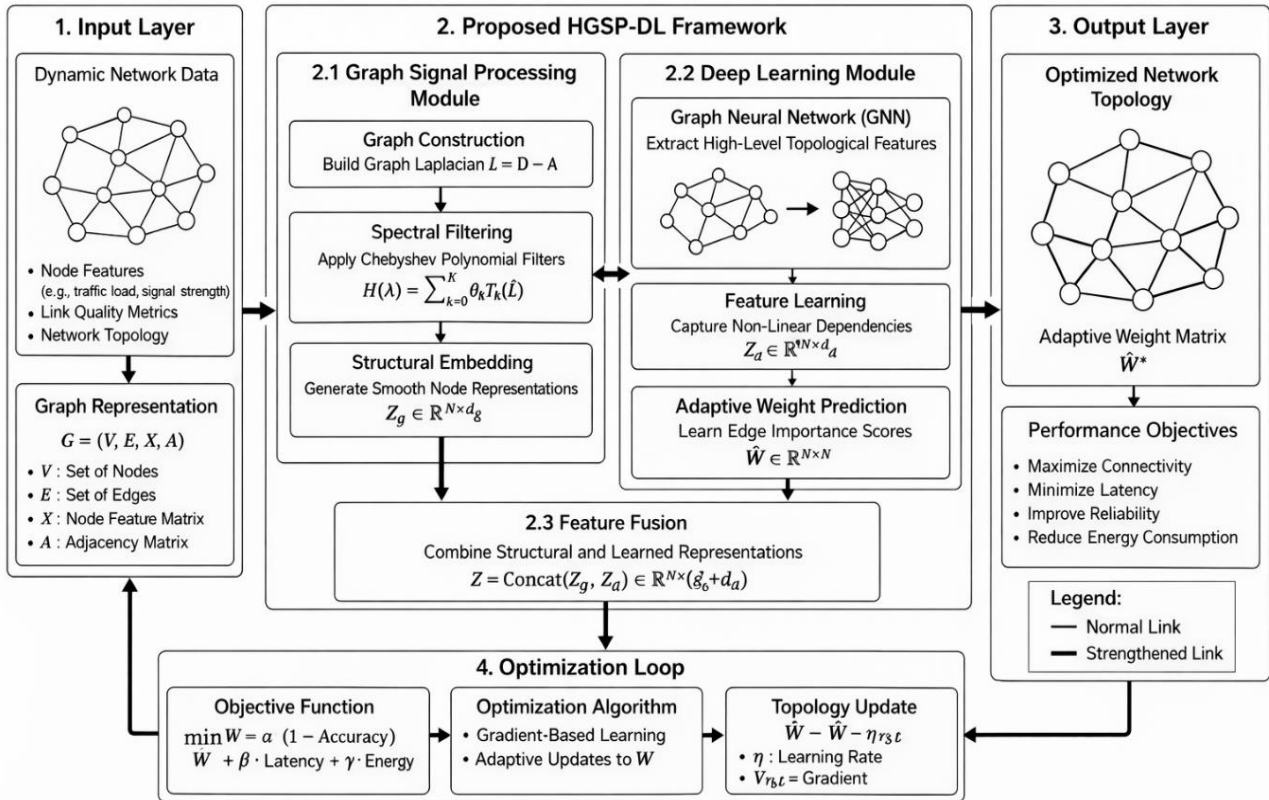 1. Input Layer
Dynamic Network Data
• Node Features
(e.g., traffic load, signal strength)
• Link Quality Metrics
• Network Topology
Graph Representation
G = (V, E, X, A)
• V : Set of Nodes
• E : Set of Edges
• X : Node Feature Matrix
• A : Adjacency Matrix
2. Proposed HGSP-DL Framework
2.1 Graph Signal Processing
Module
Graph Construction
Build Graph Laplacian L = D − A
Spectral Filtering
Apply Chebyshev Polynomial Filters
H(λ) = ∑_{k=0}^{K} θ_k T_k(L̂)
Structural Embedding
Generate Smooth Node Representations
Z_g ∈ ℝ^{N×d_g}
2.2 Deep Learning Module
Graph Neural Network (GNN)
Extract High-Level Topological Features
Feature Learning
Capture Non-Linear Dependencies
Z_a ∈ ℝ^{¶N×d_a}
Adaptive Weight Prediction
Learn Edge Importance Scores
Ŵ ∈ ℝ^{N×N}
2.3 Feature Fusion
Combine Structural and Learned Representations
Z = Concat(Z_g, Z_a) ∈ ℝ^{N×(}+d_a)
3. Output Layer
Optimized Network
Topology
Adaptive Weight Matrix
Ŵ*
Performance Objectives
• Maximize Connectivity
• Minimize Latency
• Improve Reliability
• Reduce Energy Consumption
Legend:
Normal Link
Strengthened Link
4. Optimization Loop
Objective Function
min W = a (1 − Accuracy)
Ŵ + β · Latency + γ · Energy
Optimization Algorithm
• Gradient-Based Learning
• Adaptive Updates to W
Topology Update
Ŵ − Ŵ − η
• η : Learning Rate
• = Gradient